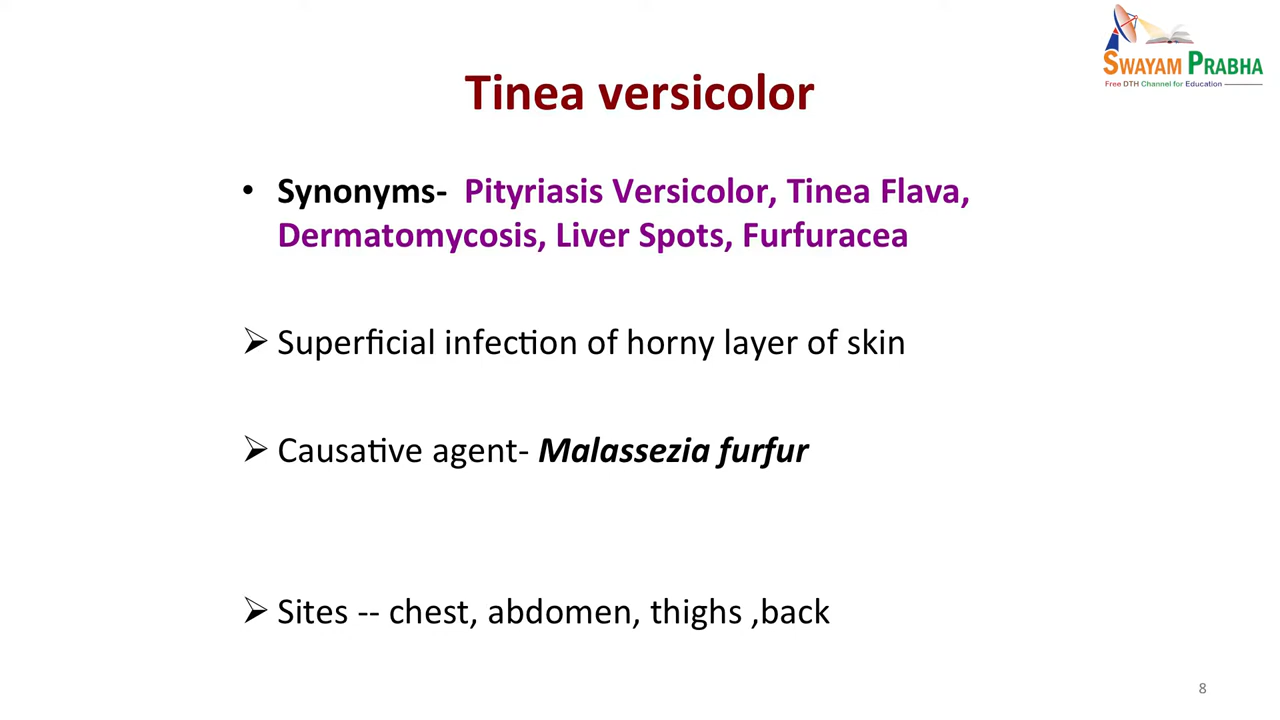 SWAYAM PRABHA
Free DTH Channel for Education
Tinea versicolor
• Synonyms- Pityriasis Versicolor, Tinea Flava,
Dermatomycosis, Liver Spots, Furfuracea
➢ Superficial infection of horny layer of skin
➢ Causative agent- Malassezia furfur
➢ Sites -- chest, abdomen, thighs ,back
8